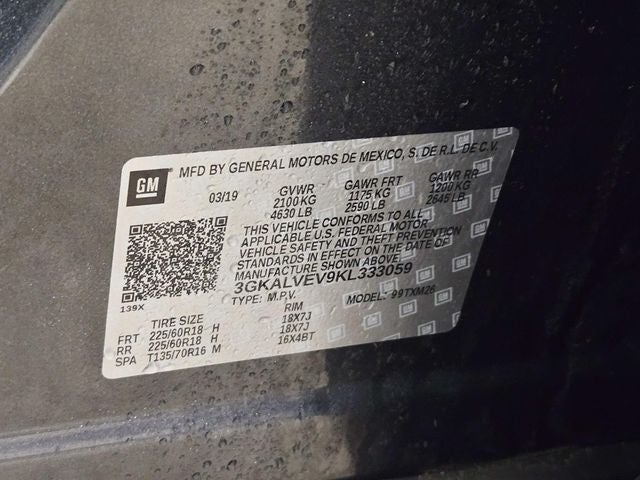 GM
MFD BY GENERAL MOTORS DE MEXICO, S. DE R.L. DE C.V.
03/19 GVWR GAWR FRT GAWR RR
2100 KG 1175 KG 1200 KG
4630 LB 2590 LB 2645 LB
THIS VEHICLE CONFORMS TO ALL
APPLICABLE U.S. FEDERAL MOTOR
VEHICLE SAFETY AND THEFT PREVENTION
STANDARDS IN EFFECT ON THE DATE OF
MANUFACTURE SHOWN ABOVE
3GKALVEV9KL333059
TYPE: M.P.V. MODEL: 99TXM26
139X
TIRE SIZE RIM
FRT 225/60R18 H 18X7J
RR 225/60R18 H 18X7J
SPA T135/70R16 M 16X4BT